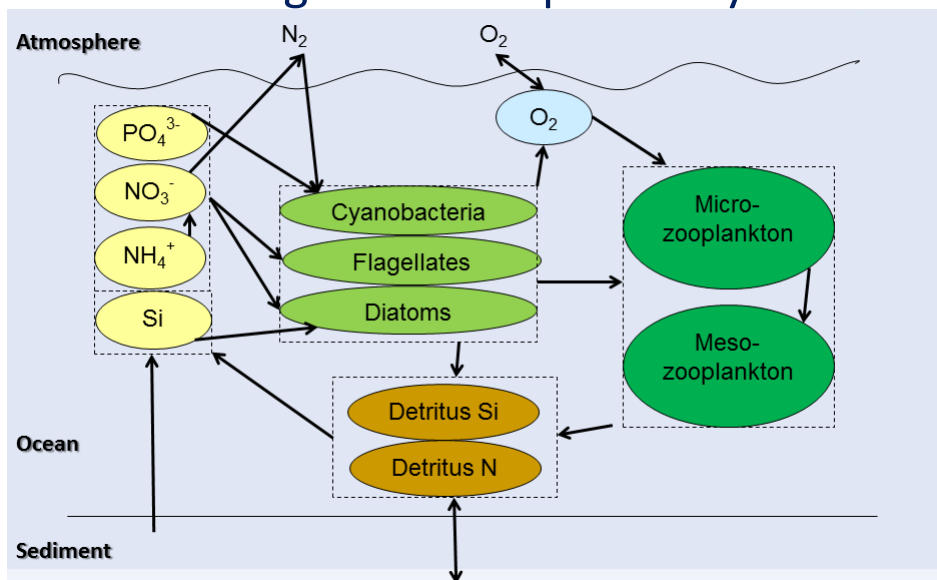 Atmosphere
N₂
O₂
O₂
PO₄³⁻
NO₃⁻
NH₄⁺
Si
Cyanobacteria
Flagellates
Diatoms
Micro-
zooplankton
Meso-
zooplankton
Detritus Si
Detritus N
Ocean
Sediment